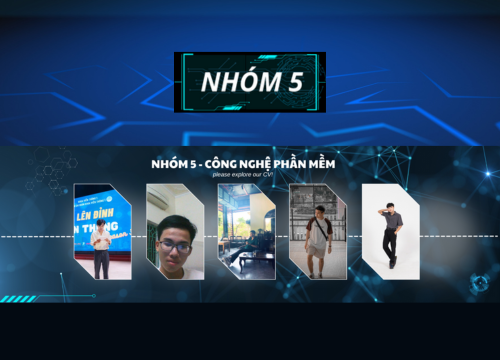 NHÓM 5
NHÓM 5 - CÔNG NGHỆ PHẦN MỀM
please explore our CV!
LÊN ĐỈNH